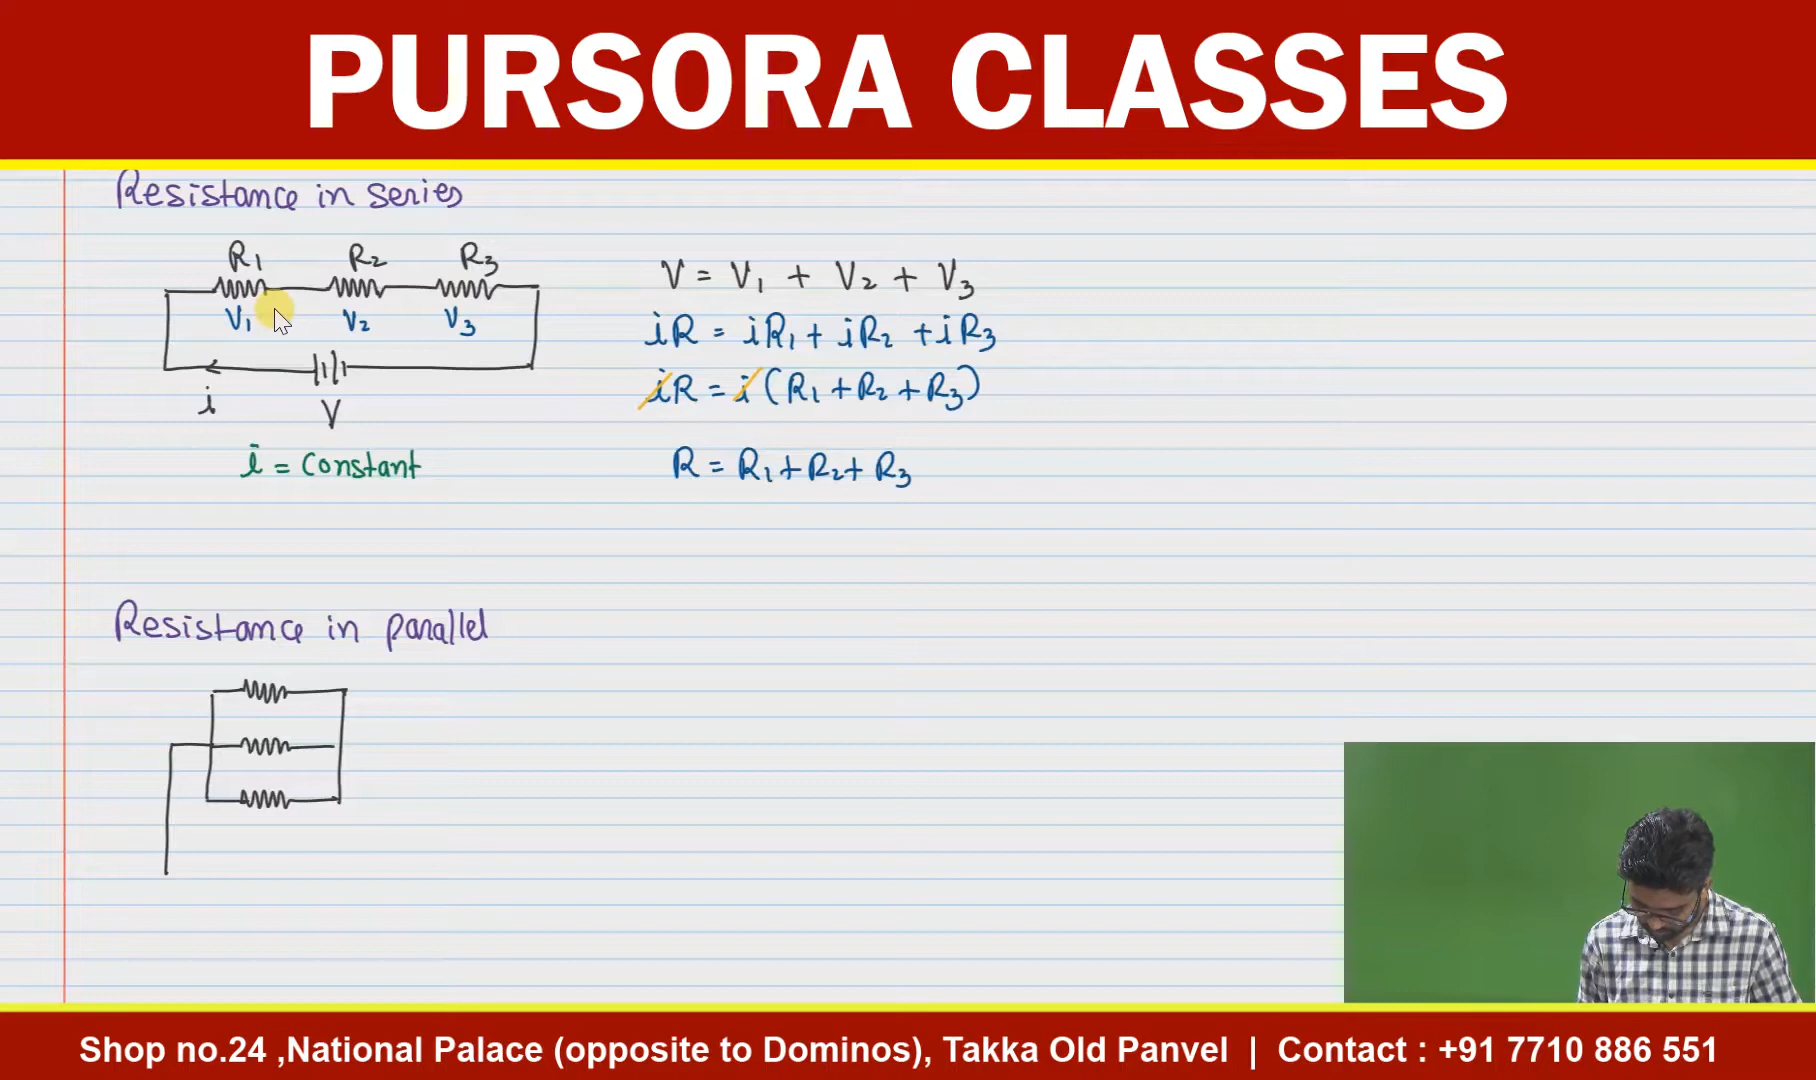 PURSORA CLASSES
Resistance in series
R₁ R₂ R₃
V₁ V₂ V₃
i V
i = Constant
V = V₁ + V₂ + V₃
iR = iR₁ + iR₂ + iR₃
iR = i (R₁ + R₂ + R₃)
R = R₁ + R₂ + R₃
Resistance in parallel
Shop no.24 ,National Palace (opposite to Dominos), Takka Old Panvel | Contact : +91 7710 886 551